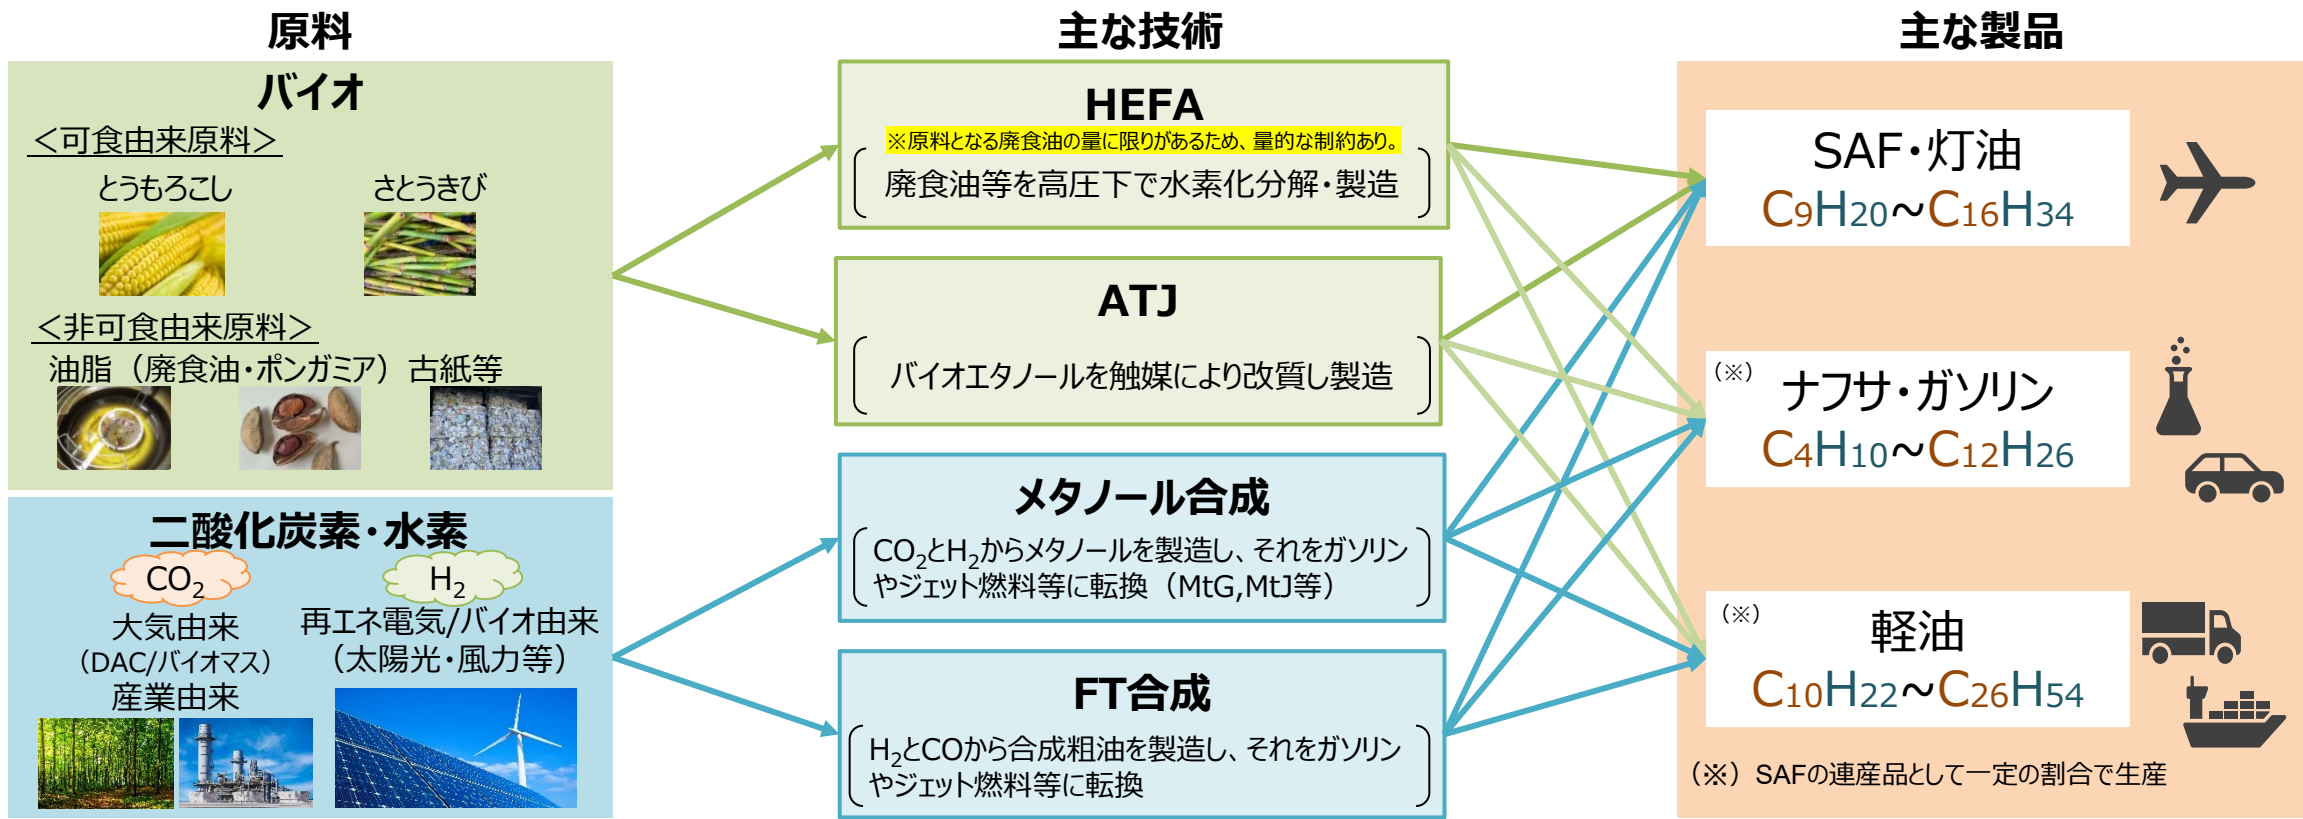 原料
バイオ
＜可食由来原料＞
とうもろこし
さとうきび
＜非可食由来原料＞
油脂（廃食油・ポンガミア）
古紙等
二酸化炭素・水素
CO2
H2
大気由来
（DAC/バイオマス）
産業由来
再エネ電気/バイオ由来
（太陽光・風力等）
主な技術
HEFA
※原料となる廃食油の量に限りがあるため、量的な制約あり。
廃食油等を高圧下で水素化分解・製造
ATJ
バイオエタノールを触媒により改質し製造
メタノール合成
CO2とH2からメタノールを製造し、それをガソリン
やジェット燃料等に転換（MtG,MtJ等）
FT合成
H2とCOから合成粗油を製造し、それをガソリン
やジェット燃料等に転換
主な製品
SAF・灯油
C9H20~C16H34
（※）
ナフサ・ガソリン
C4H10~C12H26
（※）
軽油
C10H22~C26H54
（※）SAFの連産品として一定の割合で生産